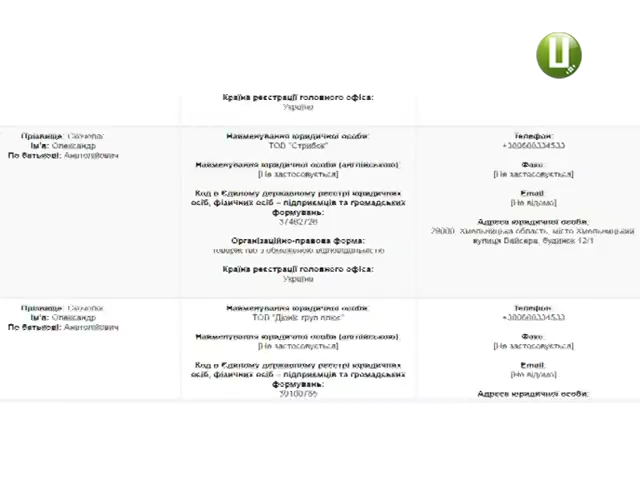 Ц
Країна реєстрації головного офіса:
Україна
Прізвище:
Ім'я: Олександр
По батькові: Анатолійович
Найменування юридичної особи:
ТОВ
Найменування юридичної особи (англійською):
[Не застосовується]
Код в Єдиному державному реєстрі юридичних
осіб, фізичних осіб – підприємців та громадських
формувань:
37482726
Організаційно-правова форма:
товариство з обмеженою відповідальністю
Країна реєстрації головного офіса:
Україна
Телефон:
Факс:
[Не застосовується]
Email:
[Не відомо]
Адреса юридичної особи:
29000, Хмельницька область, місто Хмельницький
вулиця Вайсера, будинок 12/1
Прізвище:
Ім'я: Олександр
По батькові: Анатолійович
Найменування юридичної особи:
ТОВ груп плюс"
Найменування юридичної особи (англійською):
[Не застосовується]
Код в Єдиному державному реєстрі юридичних
осіб, фізичних осіб – підприємців та громадських
формувань:
Телефон:
Факс:
[Не застосовується]
Email:
[Не відомо]
Адреса юридичної особи: